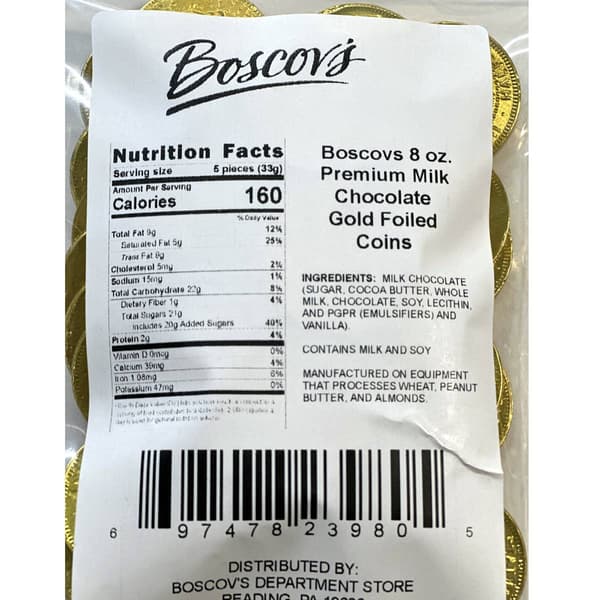 Boscov's
Nutrition Facts
Serving size 5 pieces (33g)
Amount Per Serving
Calories 160
% Daily Value
Total Fat 9g 12%
Saturated Fat 5g 25%
Trans Fat 0g
Cholesterol 5mg 2%
Sodium 15mg 1%
Total Carbohydrate 22g 8%
Dietary Fiber 1g 4%
Total Sugars 21g
Includes 20g Added Sugars 40%
Protein 2g 4%
Vitamin D 0mcg 0%
Calcium 39mg 4%
Iron 1.08mg 6%
Potassium 47mg 0%
Boscovs 8 oz.
Premium Milk
Chocolate
Gold Foiled
Coins
INGREDIENTS: MILK CHOCOLATE
(SUGAR, COCOA BUTTER, WHOLE
MILK, CHOCOLATE, SOY, LECITHIN,
AND PGPR (EMULSIFIERS) AND
VANILLA).
CONTAINS MILK AND SOY
MANUFACTURED ON EQUIPMENT
THAT PROCESSES WHEAT, PEANUT
BUTTER, AND ALMONDS.
6 97478 23980 5
DISTRIBUTED BY:
BOSCOV'S DEPARTMENT STORE
READING, PA